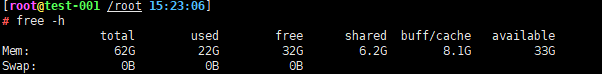 [root@test-001 /root 15:23:06]
# free -h
total used free shared buff/cache available
Mem: 62G 22G 32G 6.2G 8.1G 33G
Swap: 0B 0B 0B